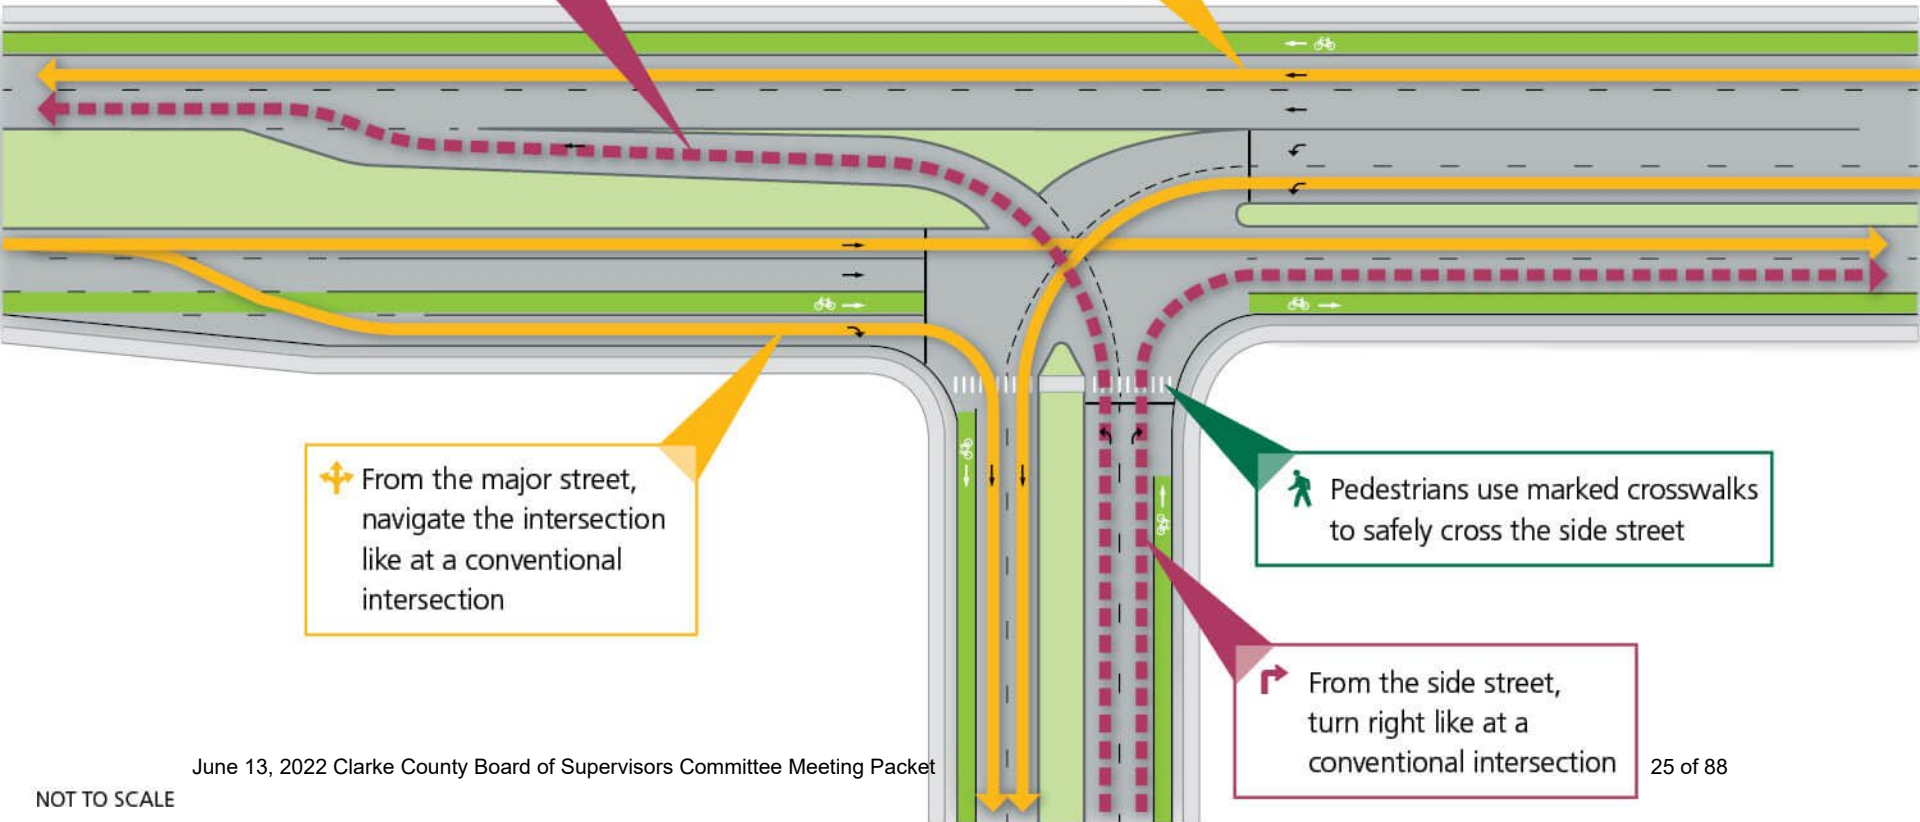 From the major street,
navigate the intersection
like at a conventional
intersection
Pedestrians use marked crosswalks
to safely cross the side street
From the side street,
turn right like at a
conventional intersection
June 13, 2022 Clarke County Board of Supervisors Committee Meeting Packet
25 of 88
NOT TO SCALE